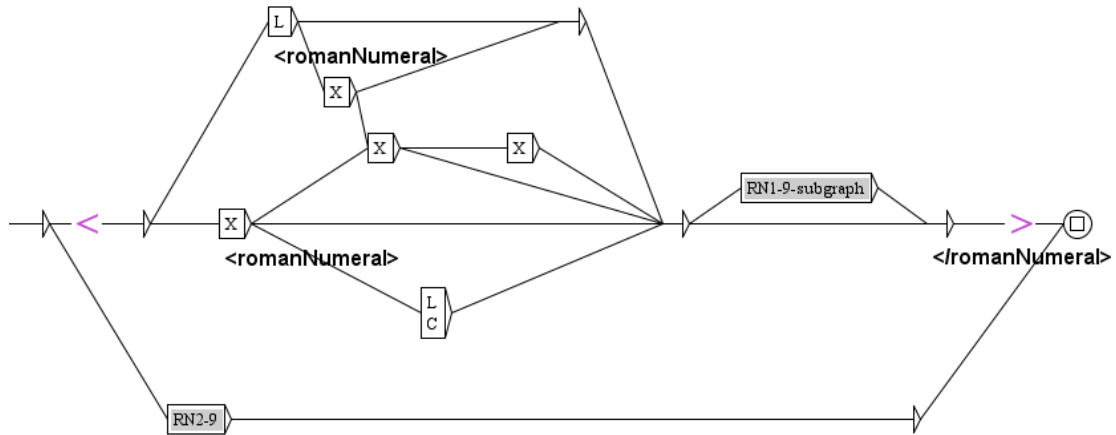 L
<romanNumeral>
X
X
X
RN1-9-subgraph
<
X
>
<romanNumeral>
</romanNumeral>
L
C
RN2-9